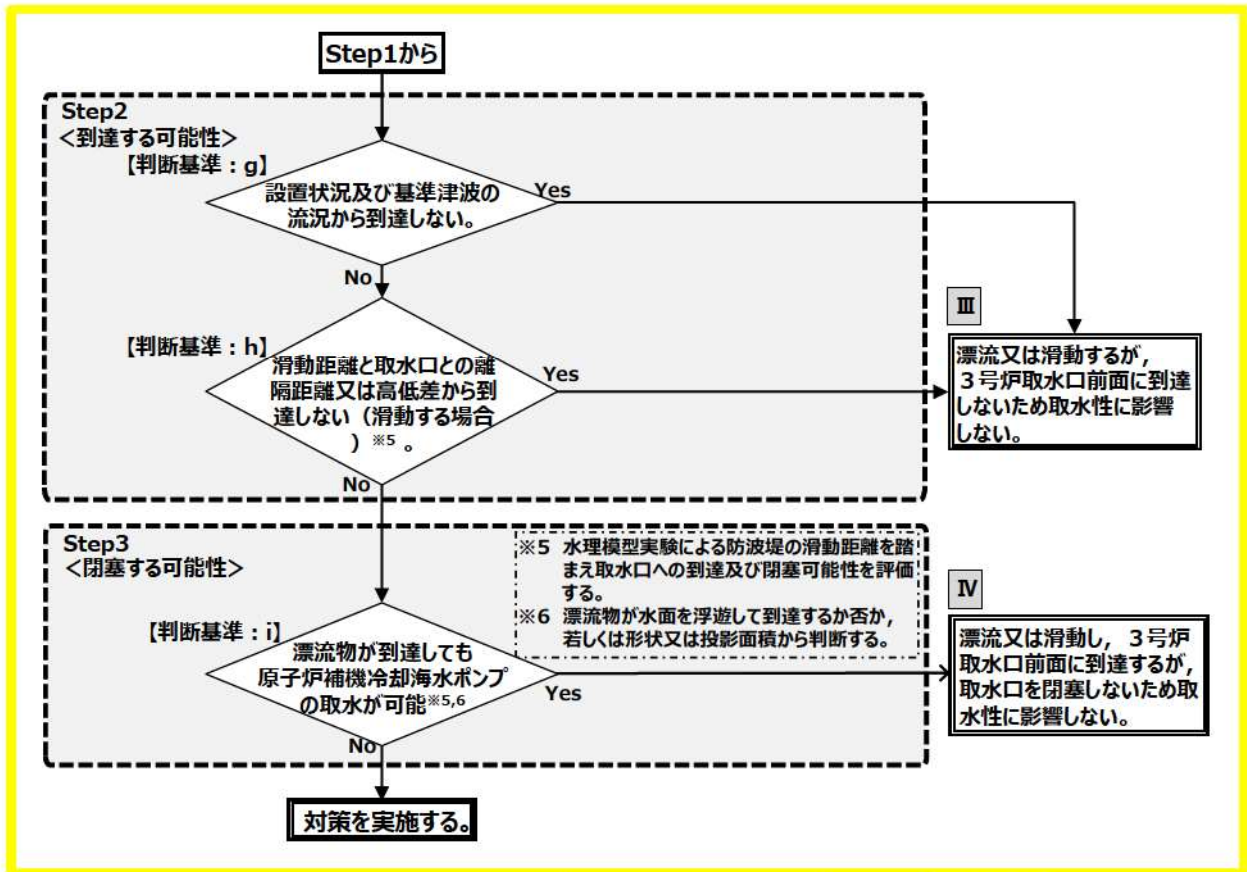 Step1から
Step2
＜到達する可能性＞
【判断基準：g】
設置状況及び基準津波の
流況から到達しない。
Yes
No
【判断基準：h】
滑動距離と取水口との離
隔距離又は高低差から到
達しない（滑動する場合
）※5 。
Yes
No
Ⅲ
漂流又は滑動するが，
３号炉取水口前面に到達
しないため取水性に影響
しない。
Step3
＜閉塞する可能性＞
※5 水理模型実験による防波堤の滑動距離を踏
まえ取水口への到達及び閉塞可能性を評価
する。
※6 漂流物が水面を浮遊して到達するか否か，
若しくは形状又は投影面積から判断する。
【判断基準：i】
漂流物が到達しても
原子炉補機冷却海水ポンプ
の取水が可能※5,6
Yes
No
Ⅳ
漂流又は滑動し，３号炉
取水口前面に到達するが，
取水口を閉塞しないため取
水性に影響しない。
対策を実施する。